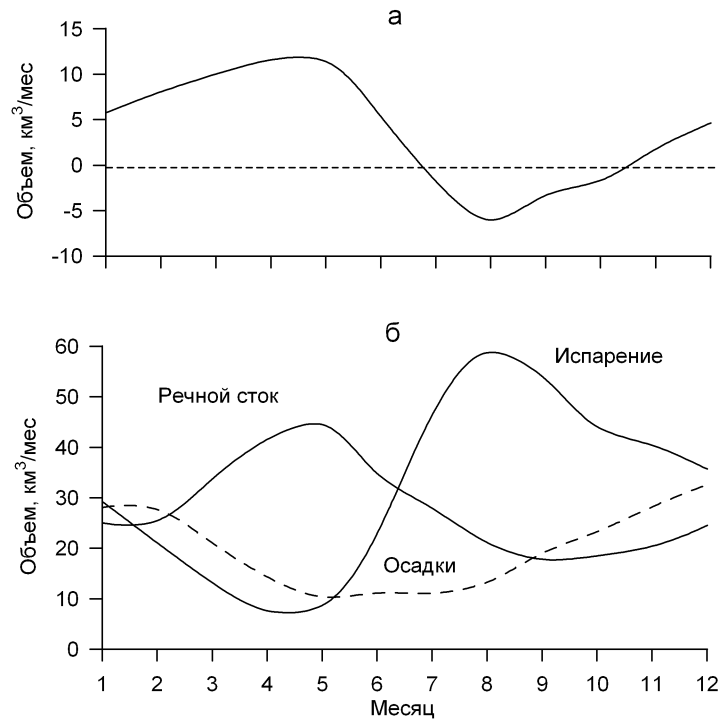 а
15
10
5
0
-5
-10
Объем, км³/мес
б
60
50
40
30
20
10
0
Объем, км³/мес
Испарение
Речной сток
Осадки
1 2 3 4 5 6 7 8 9 10 11 12
Месяц